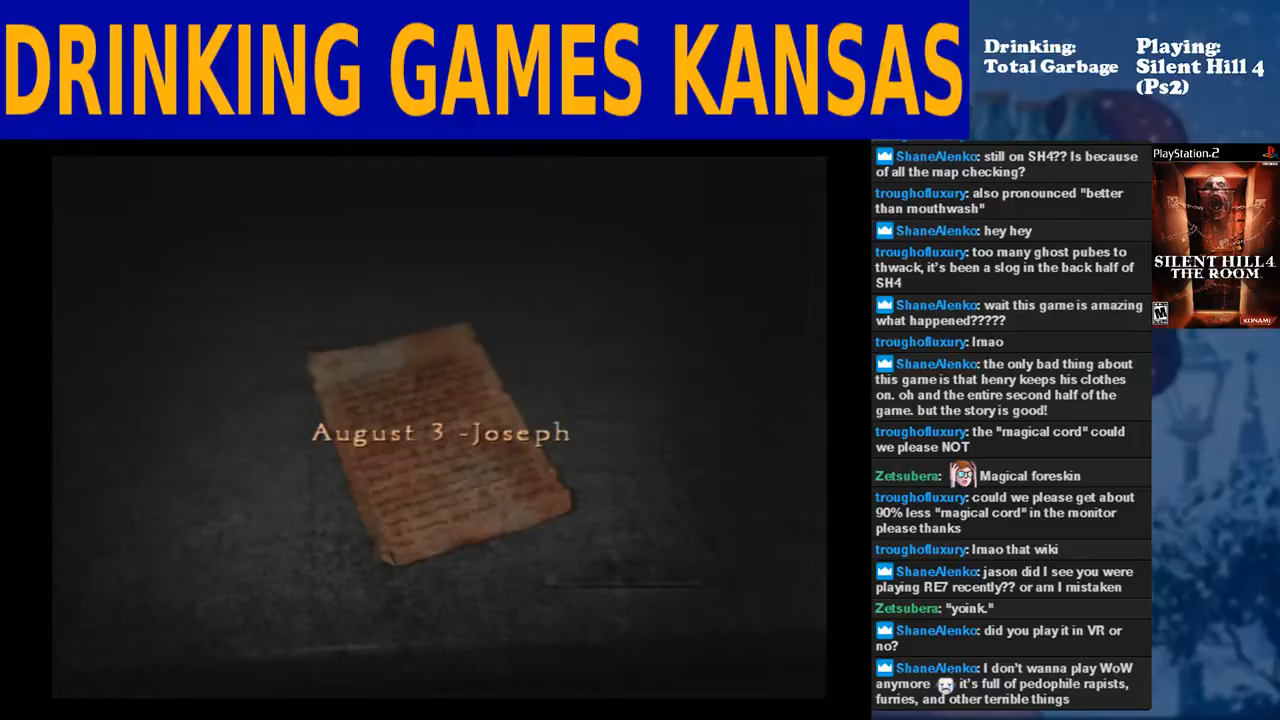 DRINKING GAMES KANSAS
Drinking:
Total Garbage
Playing:
Silent Hill 4
(Ps2)
August 3 -Joseph
ShaneAlenko: still on SH4?? Is because
of all the map checking?
troughofluxury: also pronounced "better
than mouthwash"
ShaneAlenko: hey hey
troughofluxury: too many ghost pubes to
thwack, it's been a slog in the back half of
SH4
ShaneAlenko: wait this game is amazing
what happened?????
troughofluxury: lmao
ShaneAlenko: the only bad thing about
this game is that henry keeps his clothes
on. oh and the entire second half of the
game. but the story is good!
troughofluxury: the "magical cord" could
we please NOT
Zetsubera: Magical foreskin
troughofluxury: could we please get about
90% less "magical cord" in the monitor
please thanks
troughofluxury: lmao that wiki
ShaneAlenko: jason did I see you were
playing RE7 recently?? or am I mistaken
Zetsubera: "yoink."
ShaneAlenko: did you play it in VR or
no?
ShaneAlenko: I don't wanna play WoW
anymore it's full of pedophile rapists,
furries, and other terrible things
PlayStation.2
SILENT HILL 4
THE ROOM
M
KONAMI